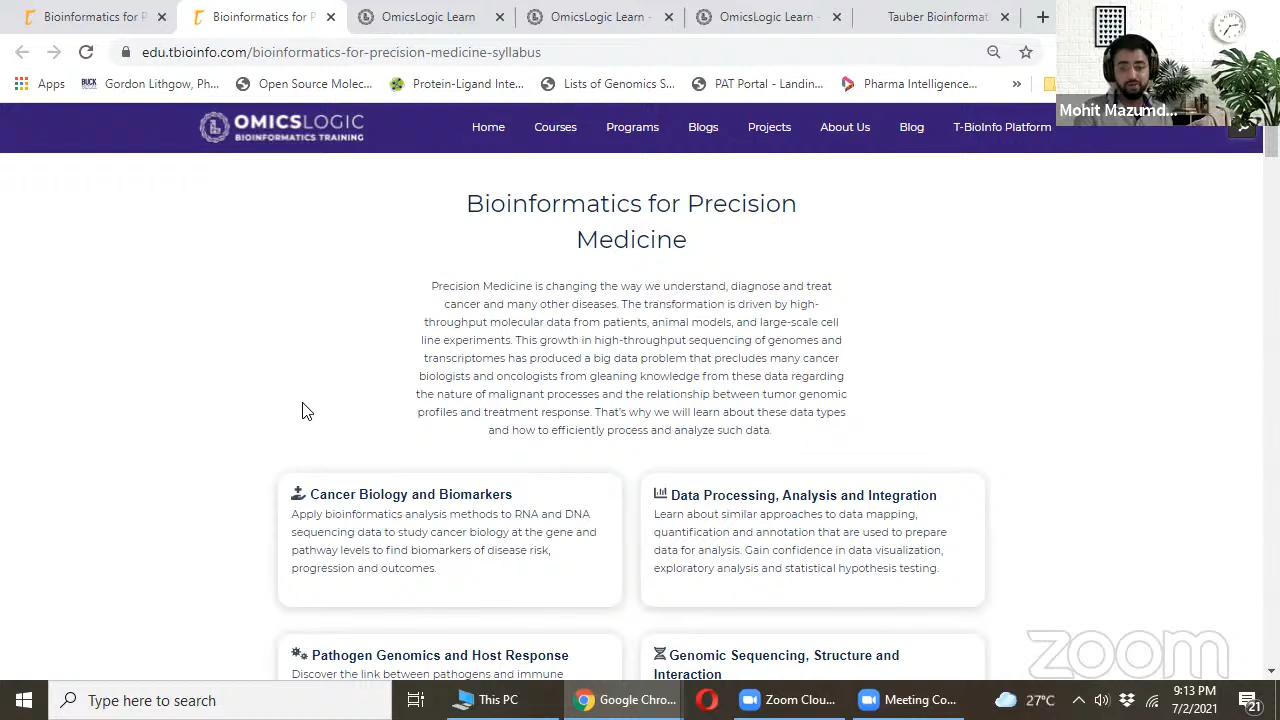 Bioinformatics for P
Bioinformatics for P
OmicsLogic Learn
OmicsLogic Learn -
OmicsLogic Learn -
Tauber Bioinformat
edu.tbioinfo.com/bioinformatics-for-precision-medicine-syllabus
Apps
BUCK
Gordon Lithgow, Ph....
Open Source Mol...
Lists of Genome...
PAT Portal - Learn...
Pharma Intelligence...
»
Mohit Mazumd...
OMICSLOGIC
BIOINFORMATICS TRAINING
Home
Courses
Programs
Blogs
Projects
About Us
Blog
T-BioInfo Platform
Bioinformatics for Precision
Medicine
Precision Medicine is changing the way we understand, diagnose and treat
cancer and many other diseases. The transformation is driven by high-
throughput molecular data from patients, animal models, and large-scale cell
line experiments. This growth in high-throughput sequencing of genomes and
transcriptomes has produced a big data problem that precludes many cancer
biologists and oncologists from gleaning knowledge from these data regarding
the nature of malignant processes and the relationship between tumor genomic
profiles and treatment response. That's why we will learn about these data types
and how to efficiently process and analyze such data.
Cancer Biology and Biomarkers
Apply bioinformatics analysis methods to RNA and DNA
sequencing data to study cancer biology at the gene and
pathway levels to find biomarkers of disease risk,
progression and outcomes.
Data Processing, Analysis and Integration
Learn about similar approaches to data mapping,
quantification and annotation that are used to prepare
data for analysis. Gain confidence in data visualization,
exploratory analysis and statistical hypothesis testing.
Pathogen Genomics and Host Response
Discover the link between pathogens and immune
Genomic Sequencing, Structure and
Interaction
zoom
Type here to search
This PC
Google Chro...
Zoom Clou...
Meeting Co...
27°C
9:13 PM
7/2/2021
21